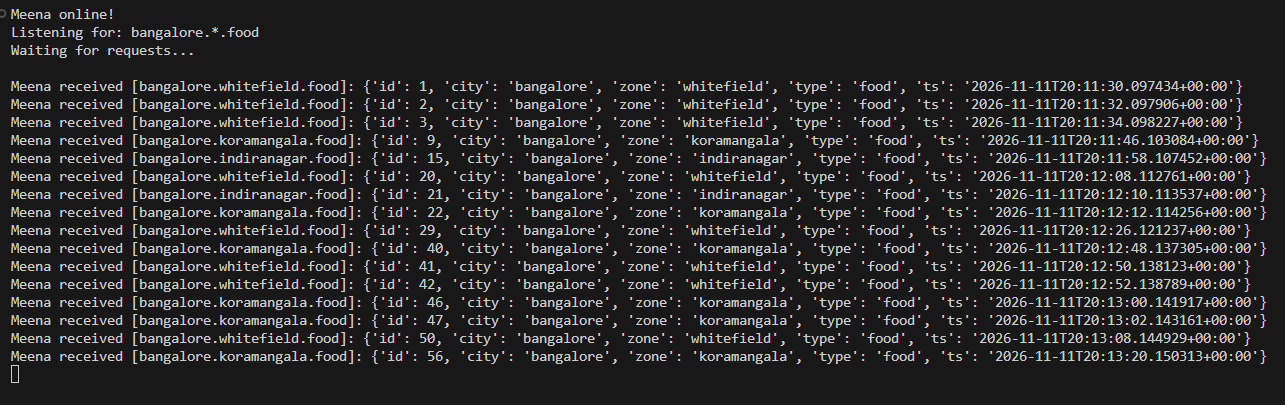 Meena online!
Listening for: bangalore.*.food
Waiting for requests...
Meena received [bangalore.whitefield.food]: {'id': 1, 'city': 'bangalore', 'zone': 'whitefield', 'type': 'food', 'ts': '2026-11-11T20:11:30.097434+00:00'}
Meena received [bangalore.whitefield.food]: {'id': 2, 'city': 'bangalore', 'zone': 'whitefield', 'type': 'food', 'ts': '2026-11-11T20:11:32.097906+00:00'}
Meena received [bangalore.whitefield.food]: {'id': 3, 'city': 'bangalore', 'zone': 'whitefield', 'type': 'food', 'ts': '2026-11-11T20:11:34.098227+00:00'}
Meena received [bangalore.koramangala.food]: {'id': 9, 'city': 'bangalore', 'zone': 'koramangala', 'type': 'food', 'ts': '2026-11-11T20:11:46.103084+00:00'}
Meena received [bangalore.indiranagar.food]: {'id': 15, 'city': 'bangalore', 'zone': 'indiranagar', 'type': 'food', 'ts': '2026-11-11T20:11:58.107452+00:00'}
Meena received [bangalore.whitefield.food]: {'id': 20, 'city': 'bangalore', 'zone': 'whitefield', 'type': 'food', 'ts': '2026-11-11T20:12:08.112761+00:00'}
Meena received [bangalore.indiranagar.food]: {'id': 21, 'city': 'bangalore', 'zone': 'indiranagar', 'type': 'food', 'ts': '2026-11-11T20:12:10.113537+00:00'}
Meena received [bangalore.koramangala.food]: {'id': 22, 'city': 'bangalore', 'zone': 'koramangala', 'type': 'food', 'ts': '2026-11-11T20:12:12.114256+00:00'}
Meena received [bangalore.whitefield.food]: {'id': 29, 'city': 'bangalore', 'zone': 'whitefield', 'type': 'food', 'ts': '2026-11-11T20:12:26.121237+00:00'}
Meena received [bangalore.koramangala.food]: {'id': 40, 'city': 'bangalore', 'zone': 'koramangala', 'type': 'food', 'ts': '2026-11-11T20:12:48.137305+00:00'}
Meena received [bangalore.whitefield.food]: {'id': 41, 'city': 'bangalore', 'zone': 'whitefield', 'type': 'food', 'ts': '2026-11-11T20:12:50.138123+00:00'}
Meena received [bangalore.whitefield.food]: {'id': 42, 'city': 'bangalore', 'zone': 'whitefield', 'type': 'food', 'ts': '2026-11-11T20:12:52.138789+00:00'}
Meena received [bangalore.koramangala.food]: {'id': 46, 'city': 'bangalore', 'zone': 'koramangala', 'type': 'food', 'ts': '2026-11-11T20:13:00.141917+00:00'}
Meena received [bangalore.koramangala.food]: {'id': 47, 'city': 'bangalore', 'zone': 'koramangala', 'type': 'food', 'ts': '2026-11-11T20:13:02.143161+00:00'}
Meena received [bangalore.whitefield.food]: {'id': 50, 'city': 'bangalore', 'zone': 'whitefield', 'type': 'food', 'ts': '2026-11-11T20:13:08.144929+00:00'}
Meena received [bangalore.koramangala.food]: {'id': 56, 'city': 'bangalore', 'zone': 'koramangala', 'type': 'food', 'ts': '2026-11-11T20:13:20.150313+00:00'}